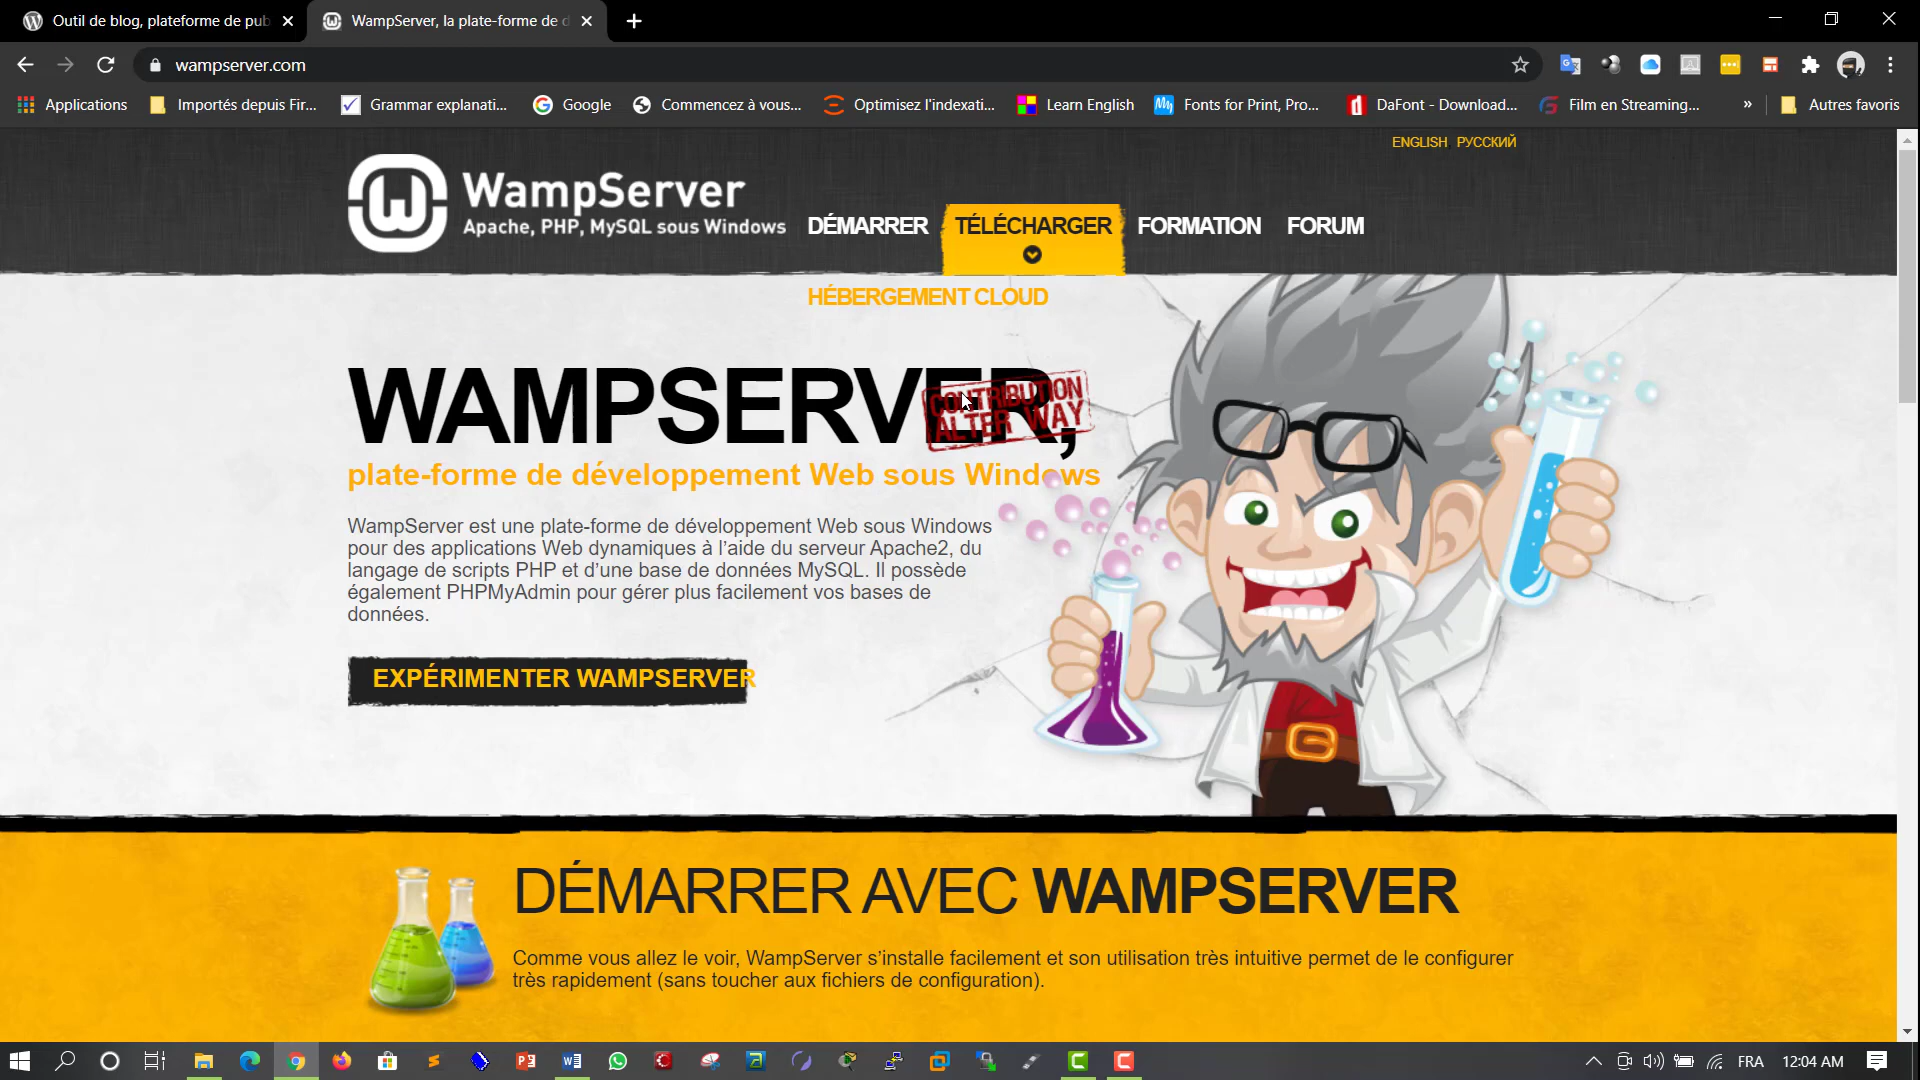 Outil de blog, plateforme de pub
WampServer, la plate-forme de d
wampserver.com
Applications
Importés depuis Fir...
Grammar explanati...
Google
Commencez à vous...
Optimisez l'indexati...
Learn English
Fonts for Print, Pro...
DaFont - Download...
Film en Streaming...
»
Autres favoris
ENGLISH РУССКИЙ
WampServer
Apache, PHP, MySQL sous Windows
DÉMARRER
TÉLÉCHARGER
FORMATION
FORUM
HÉBERGEMENT CLOUD
WAMPSERVER,
CONTRIBUTION
ALTER WAY
plate-forme de développement Web sous Windows
WampServer est une plate-forme de développement Web sous Windows
pour des applications Web dynamiques à l’aide du serveur Apache2, du
langage de scripts PHP et d’une base de données MySQL. Il possède
également PHPMyAdmin pour gérer plus facilement vos bases de
données.
EXPÉRIMENTER WAMPSERVER
DÉMARRER AVEC WAMPSERVER
Comme vous allez le voir, WampServer s’installe facilement et son utilisation très intuitive permet de le configurer
très rapidement (sans toucher aux fichiers de configuration).
FRA
12:04 AM